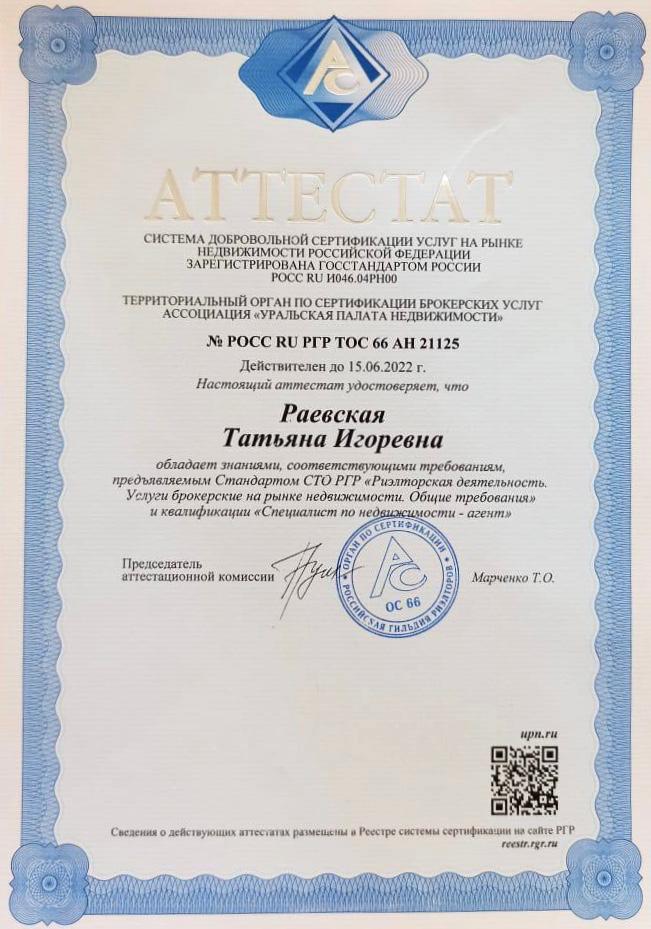 АС
АТТЕСТАТ
СИСТЕМА ДОБРОВОЛЬНОЙ СЕРТИФИКАЦИИ УСЛУГ НА РЫНКЕ
НЕДВИЖИМОСТИ РОССИЙСКОЙ ФЕДЕРАЦИИ
ЗАРЕГИСТРИРОВАНА ГОССТАНДАРТОМ РОССИИ
РОСС RU И046.04РН00
ТЕРРИТОРИАЛЬНЫЙ ОРГАН ПО СЕРТИФИКАЦИИ БРОКЕРСКИХ УСЛУГ
АССОЦИАЦИЯ «УРАЛЬСКАЯ ПАЛАТА НЕДВИЖИМОСТИ»
№ РОСС RU РГР ТОС 66 АН 21125
Действителен до 15.06.2022 г.
Настоящий аттестат удостоверяет, что
Раевская
Татьяна Игоревна
обладает знаниями, соответствующими требованиям,
предъявляемым Стандартом СТО РГР «Риэлторская деятельность.
Услуги брокерские на рынке недвижимости. Общие требования»
и квалификации «Специалист по недвижимости - агент»
Председатель
аттестационной комиссии
ОРГАН ПО СЕРТИФИКАЦИИ
АС
ОС 66
РОССИЙСКАЯ ГИЛЬДИЯ РИЭЛТОРОВ
Марченко Т.О.
upn.ru
Сведения о действующих аттестатах размещены в Реестре системы сертификации на сайте РГР
reestr.rgr.ru